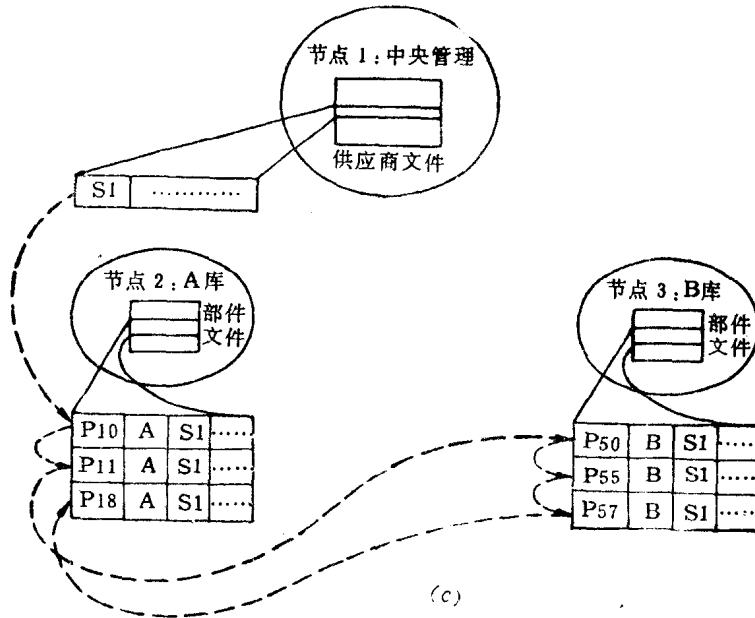 节点 1:中央管理
供应商文件
S1 …………
节点 2:A库
部件
文件
节点 3:B库
部件
文件
P10 A S1 ……
P11 A S1 ……
P18 A S1 ……
P50 B S1 ……
P55 B S1 ……
P57 B S1 ……
(c)